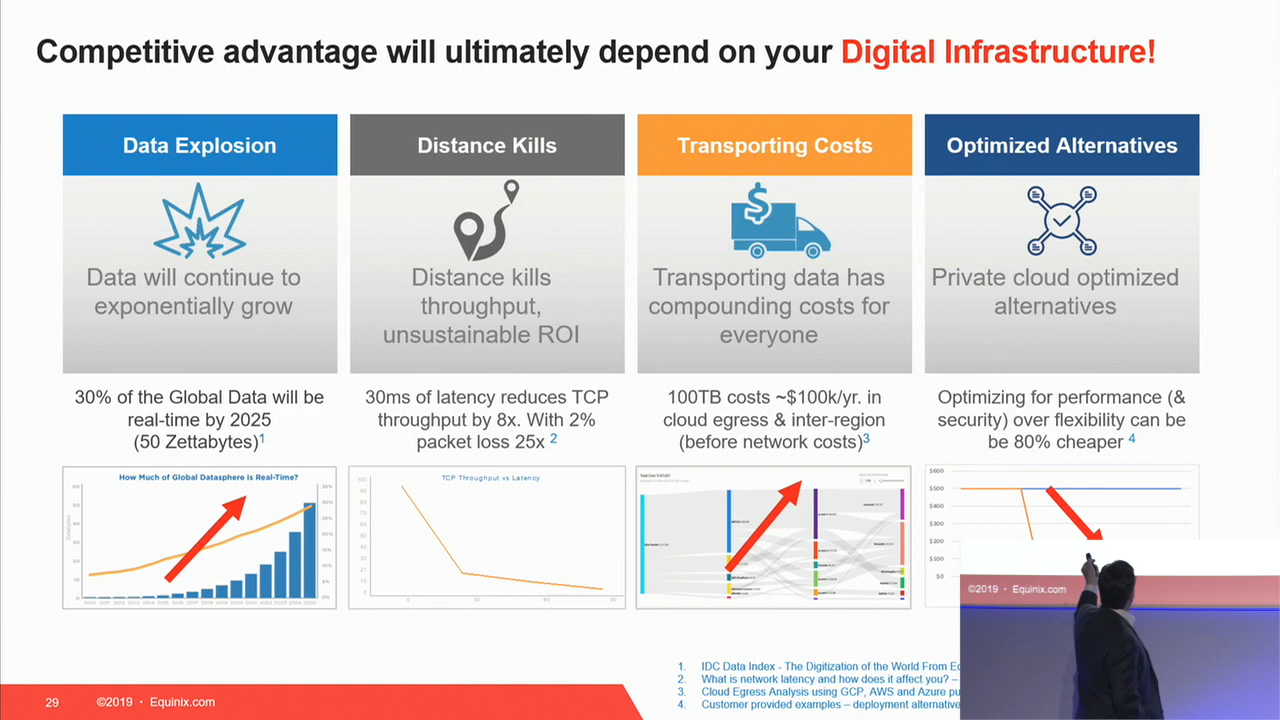 Competitive advantage will ultimately depend on your Digital Infrastructure!
Data Explosion
Data will continue to
exponentially grow
30% of the Global Data will be
real-time by 2025
(50 Zettabytes)1
How Much of Global Datasphere is Real-Time?
Zettabytes
Distance Kills
Distance kills
throughput,
unsustainable ROI
30ms of latency reduces TCP
throughput by 8x. With 2%
packet loss 25x 2
TCP Throughput vs Latency
Transporting Costs
Transporting data has
compounding costs for
everyone
100TB costs ~$100k/yr. in
cloud egress & inter-region
(before network costs)3
Optimized Alternatives
Private cloud optimized
alternatives
Optimizing for performance (&
security) over flexibility can be
be 80% cheaper 4
$600
$500
$400
$300
$200
$100
$0
©2019 · Equinix.com
1. IDC Data Index - The Digitization of the World From
2. What is network latency and how does it affect you? –
3. Cloud Egress Analysis using GCP, AWS and Azure
4. Customer provided examples – deployment
29 ©2019 · Equinix.com